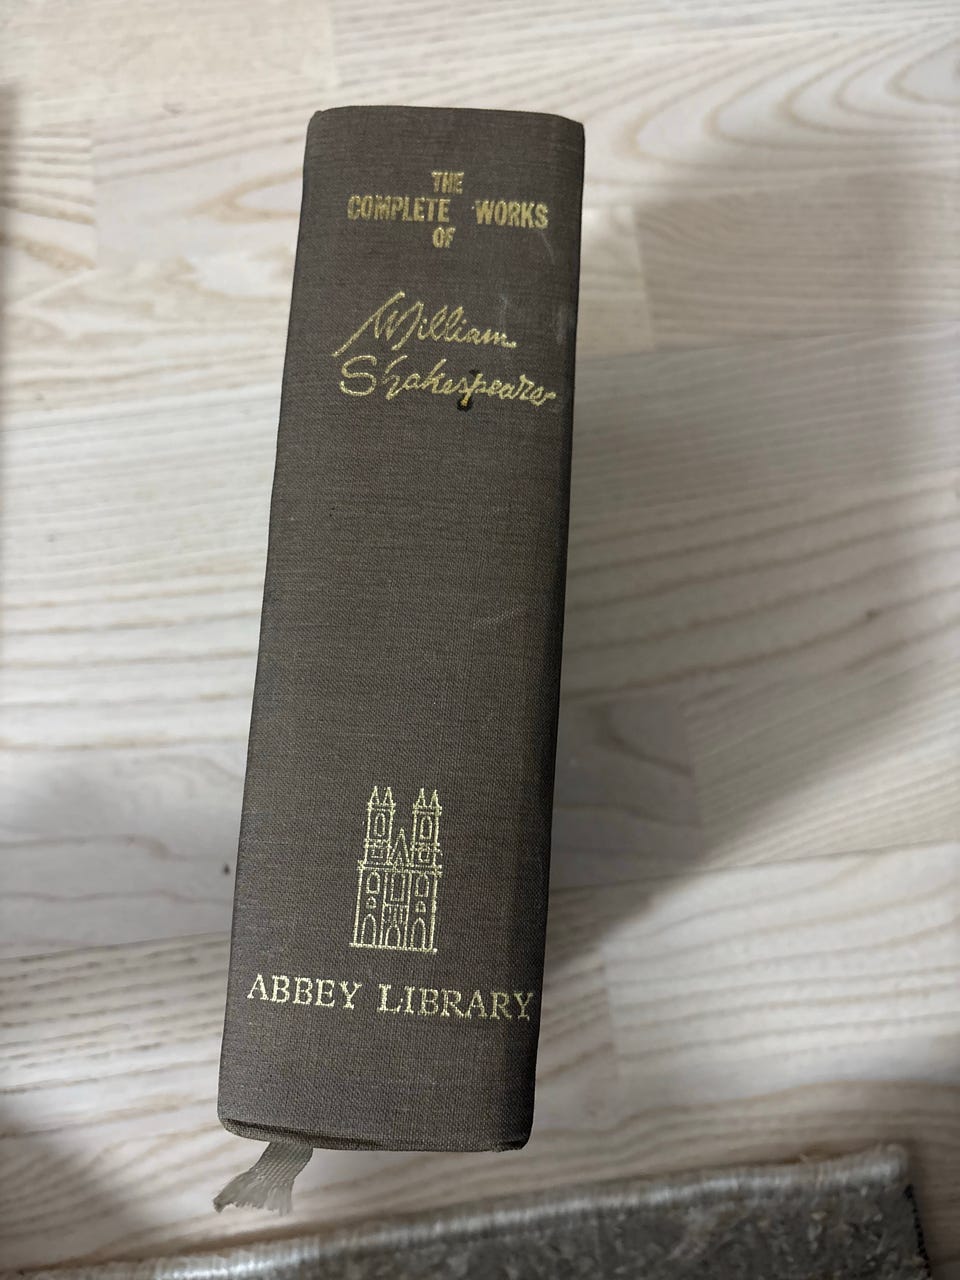 THE
COMPLETE WORKS
OF
William
Shakespeare
ABBEY LIBRARY